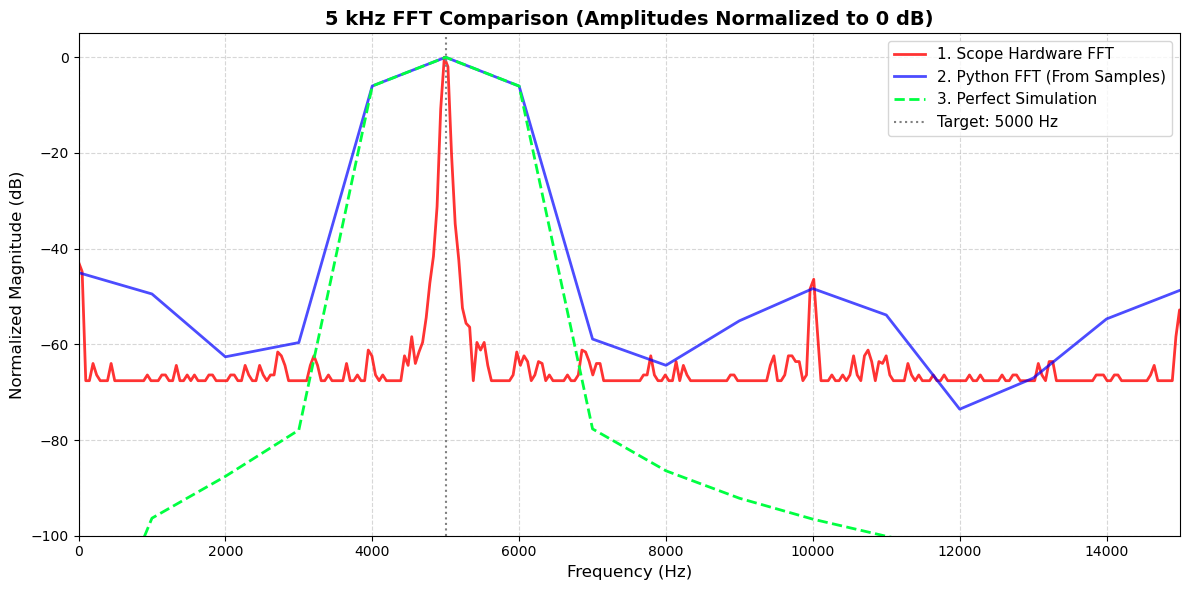 5 kHz FFT Comparison (Amplitudes Normalized to 0 dB)
1. Scope Hardware FFT
2. Python FFT (From Samples)
3. Perfect Simulation
Target: 5000 Hz
Normalized Magnitude (dB)
0
−20
−40
−60
−80
−100
0 2000 4000 6000 8000 10000 12000 14000
Frequency (Hz)